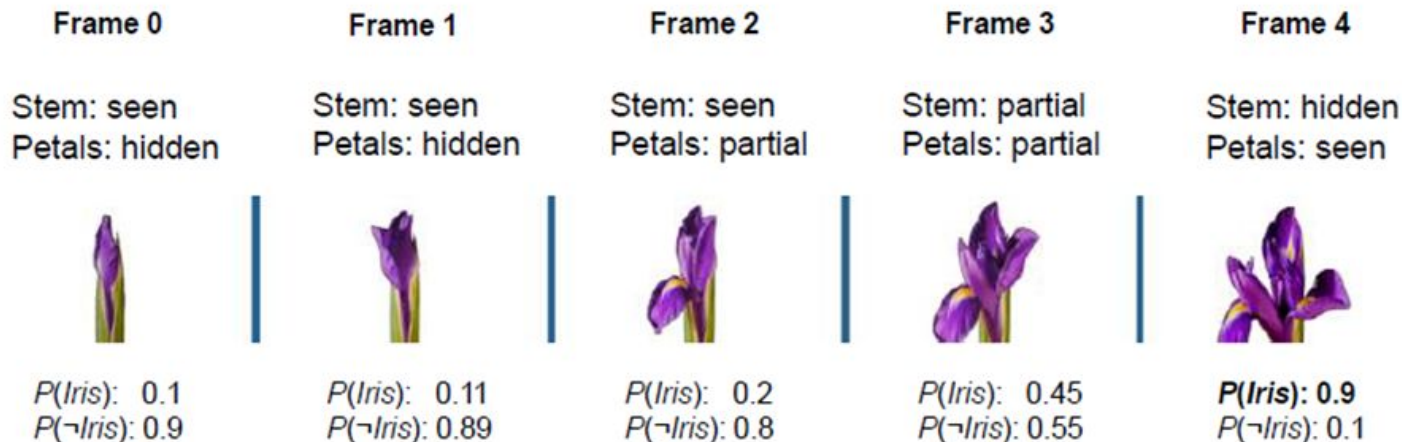 Frame 0
Stem: seen
Petals: hidden
P(Iris): 0.1
P(¬Iris): 0.9
Frame 1
Stem: seen
Petals: hidden
P(Iris): 0.11
P(¬Iris): 0.89
Frame 2
Stem: seen
Petals: partial
P(Iris): 0.2
P(¬Iris): 0.8
Frame 3
Stem: partial
Petals: partial
P(Iris): 0.45
P(¬Iris): 0.55
Frame 4
Stem: hidden
Petals: seen
P(Iris): 0.9
P(¬Iris): 0.1